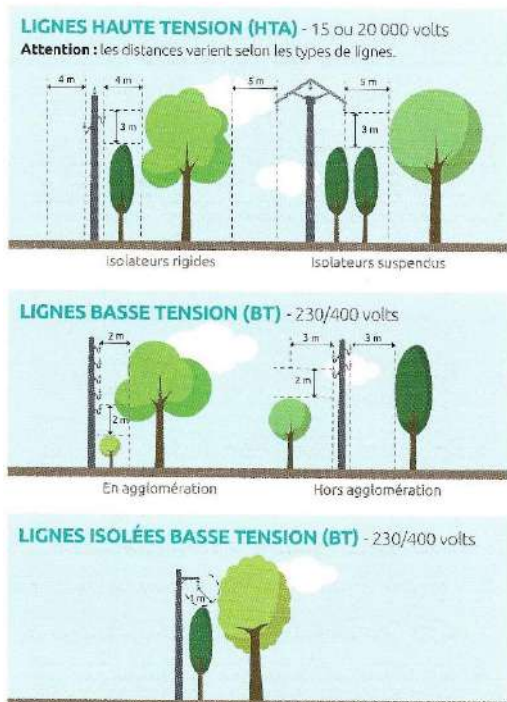 LIGNES HAUTE TENSION (HTA) - 15 ou 20 000 volts
Attention : les distances varient selon les types de lignes.
4 m 4 m 5 m 5 m
3 m 3 m
Isolateurs rigides Isolateurs suspendus
LIGNES BASSE TENSION (BT) - 230/400 volts
2 m 3 m 3 m
2 m
2 m
En agglomération Hors agglomération
LIGNES ISOLÉES BASSE TENSION (BT) - 230/400 volts
1 m